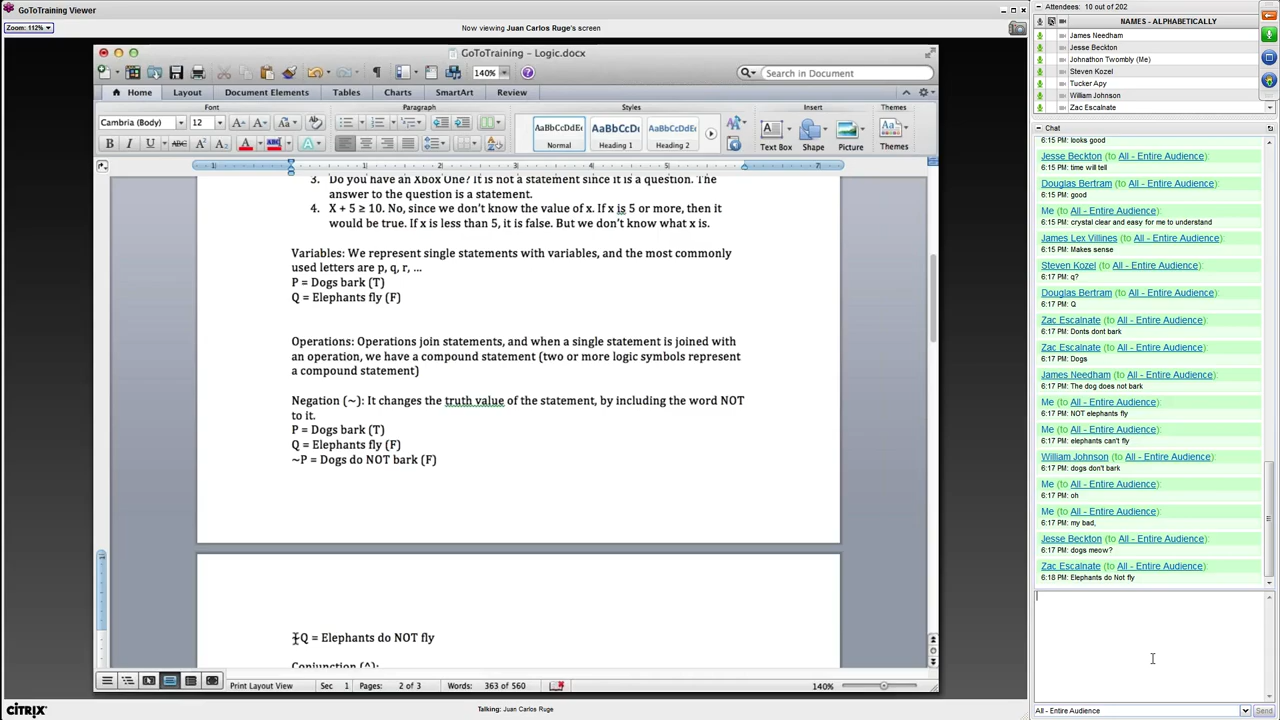 GoToTraining Viewer
Zoom: 112%
Now viewing Juan Carlos Ruge's screen
GoToTraining – Logic.docx
140%
Search in Document
Home Layout Document Elements Tables Charts SmartArt Review
Font Paragraph Styles Insert Themes
Cambria (Body) 12
AaBbCcDdEe AaBbCcDc AaBbCcDdEe
Normal Heading 1 Heading 2
Text Box Shape Picture Themes
3. Do you have an Xbox One? It is not a statement since it is a question. The
answer to the question is a statement.
4. X + 5 ≥ 10. No, since we don't know the value of x. If x is 5 or more, then it
would be true. If x is less than 5, it is false. But we don't know what x is.
Variables: We represent single statements with variables, and the most commonly
used letters are p, q, r, …
P = Dogs bark (T)
Q = Elephants fly (F)
Operations: Operations join statements, and when a single statement is joined with
an operation, we have a compound statement (two or more logic symbols represent
a compound statement)
Negation (~): It changes the truth value of the statement, by including the word NOT
to it.
P = Dogs bark (T)
Q = Elephants fly (F)
~P = Dogs do NOT bark (F)
Q = Elephants do NOT fly
Conjunction (^):
Print Layout View Sec 1 Pages: 2 of 3 Words: 363 of 560 140%
CITRIX
Talking: Juan Carlos Ruge
Attendees: 10 out of 202
NAMES - ALPHABETICALLY
James Needham
Jesse Beckton
Johnathon Twombly (Me)
Steven Kozel
Tucker Apy
William Johnson
Zac Escalnate
Chat
6:15 PM: looks good
Jesse Beckton (to All - Entire Audience):
6:15 PM: time will tell
Douglas Bertram (to All - Entire Audience):
6:15 PM: good
Me (to All - Entire Audience):
6:15 PM: crystal clear and easy for me to understand
James Lex Villines (to All - Entire Audience):
6:15 PM: Makes sense
Steven Kozel (to All - Entire Audience):
6:17 PM: q?
Douglas Bertram (to All - Entire Audience):
6:17 PM: Q
Zac Escalnate (to All - Entire Audience):
6:17 PM: Donts dont bark
Zac Escalnate (to All - Entire Audience):
6:17 PM: Dogs
James Needham (to All - Entire Audience):
6:17 PM: The dog does not bark
Me (to All - Entire Audience):
6:17 PM: NOT elephants fly
Me (to All - Entire Audience):
6:17 PM: elephants can't fly
William Johnson (to All - Entire Audience):
6:17 PM: dogs don't bark
Me (to All - Entire Audience):
6:17 PM: oh
Me (to All - Entire Audience):
6:17 PM: my bad,
Jesse Beckton (to All - Entire Audience):
6:17 PM: dogs meow?
Zac Escalnate (to All - Entire Audience):
6:18 PM: Elephants do Not fly
All - Entire Audience
Send